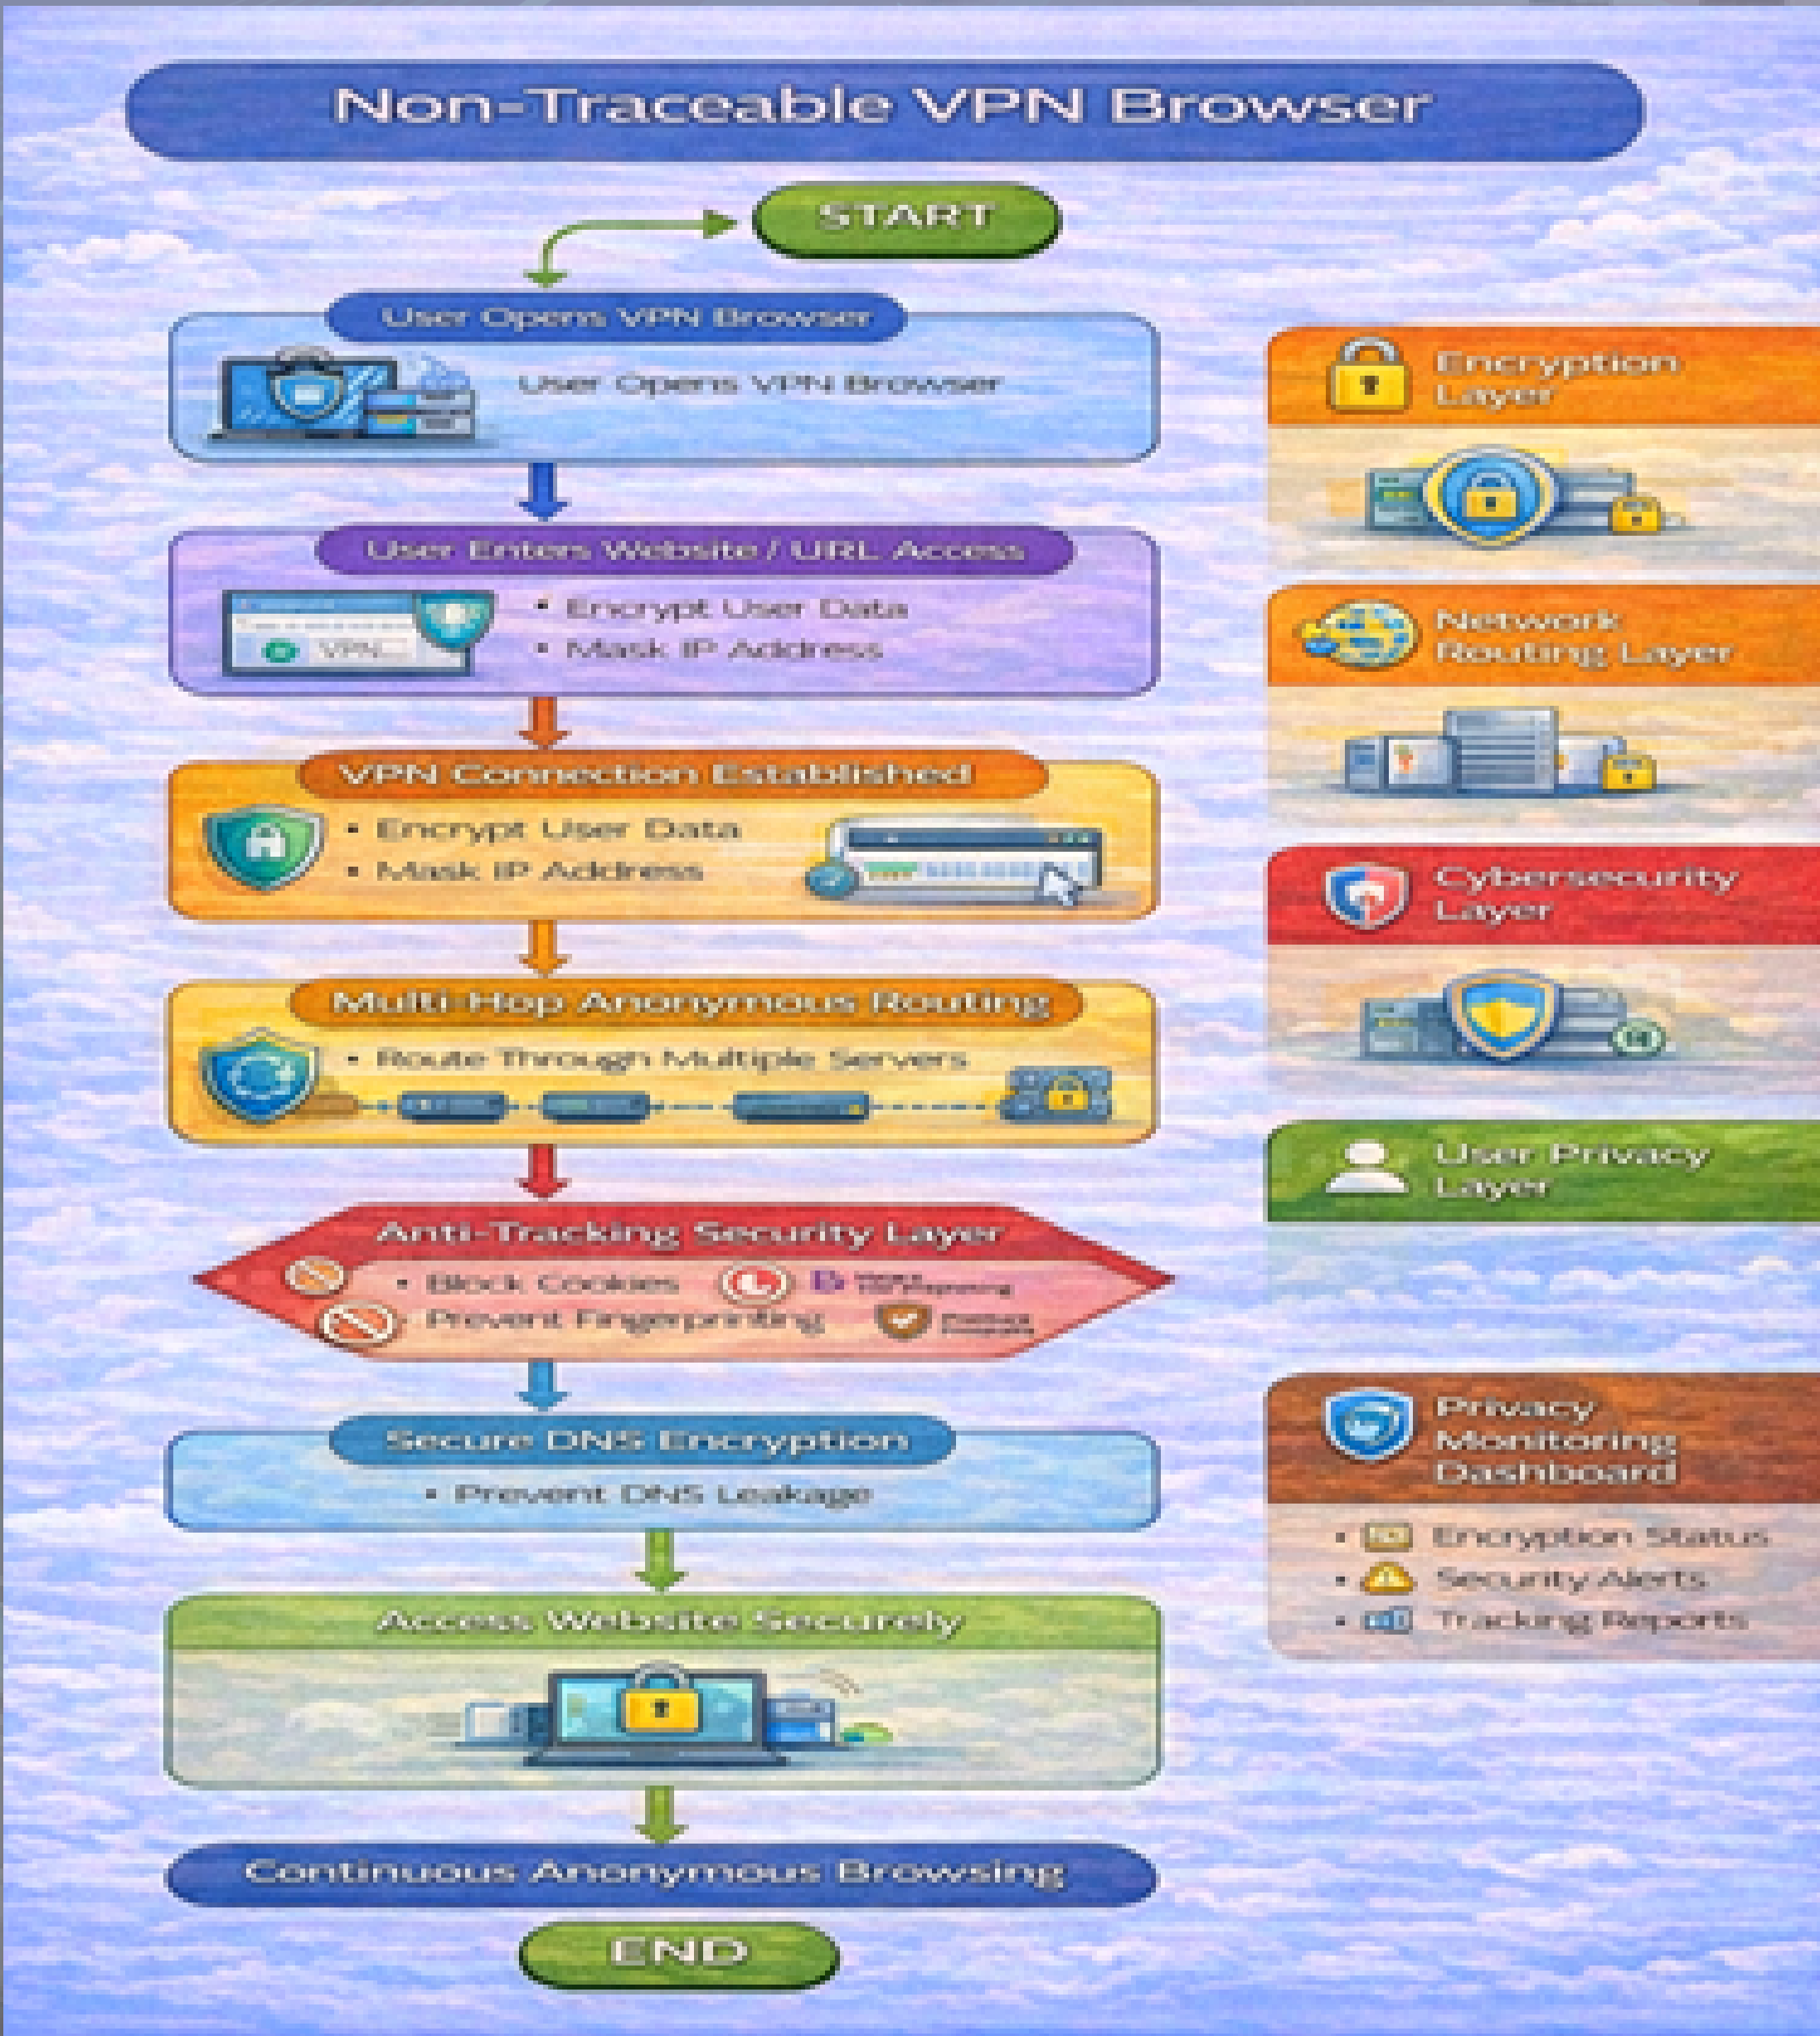 Non-Traceable VPN Browser
START
User Opens VPN Browser
User Opens VPN Browser
User Enters Website / URL Access
VPN
• Encrypt User Data
• Mask IP Address
VPN Connection Established
• Encrypt User Data
• Mask IP Address
Multi-Hop Anonymous Routing
• Route Through Multiple Servers
Anti-Tracking Security Layer
• Block Cookies
Prevent Fingerprinting
Secure DNS Encryption
• Prevent DNS Leakage
Access Website Securely
Continuous Anonymous Browsing
END
Encryption
Layer
Network
Routing Layer
Cybersecurity
Layer
User Privacy
Layer
Privacy
Monitoring
Dashboard
• Encryption Status
• Security Alerts
• Tracking Reports